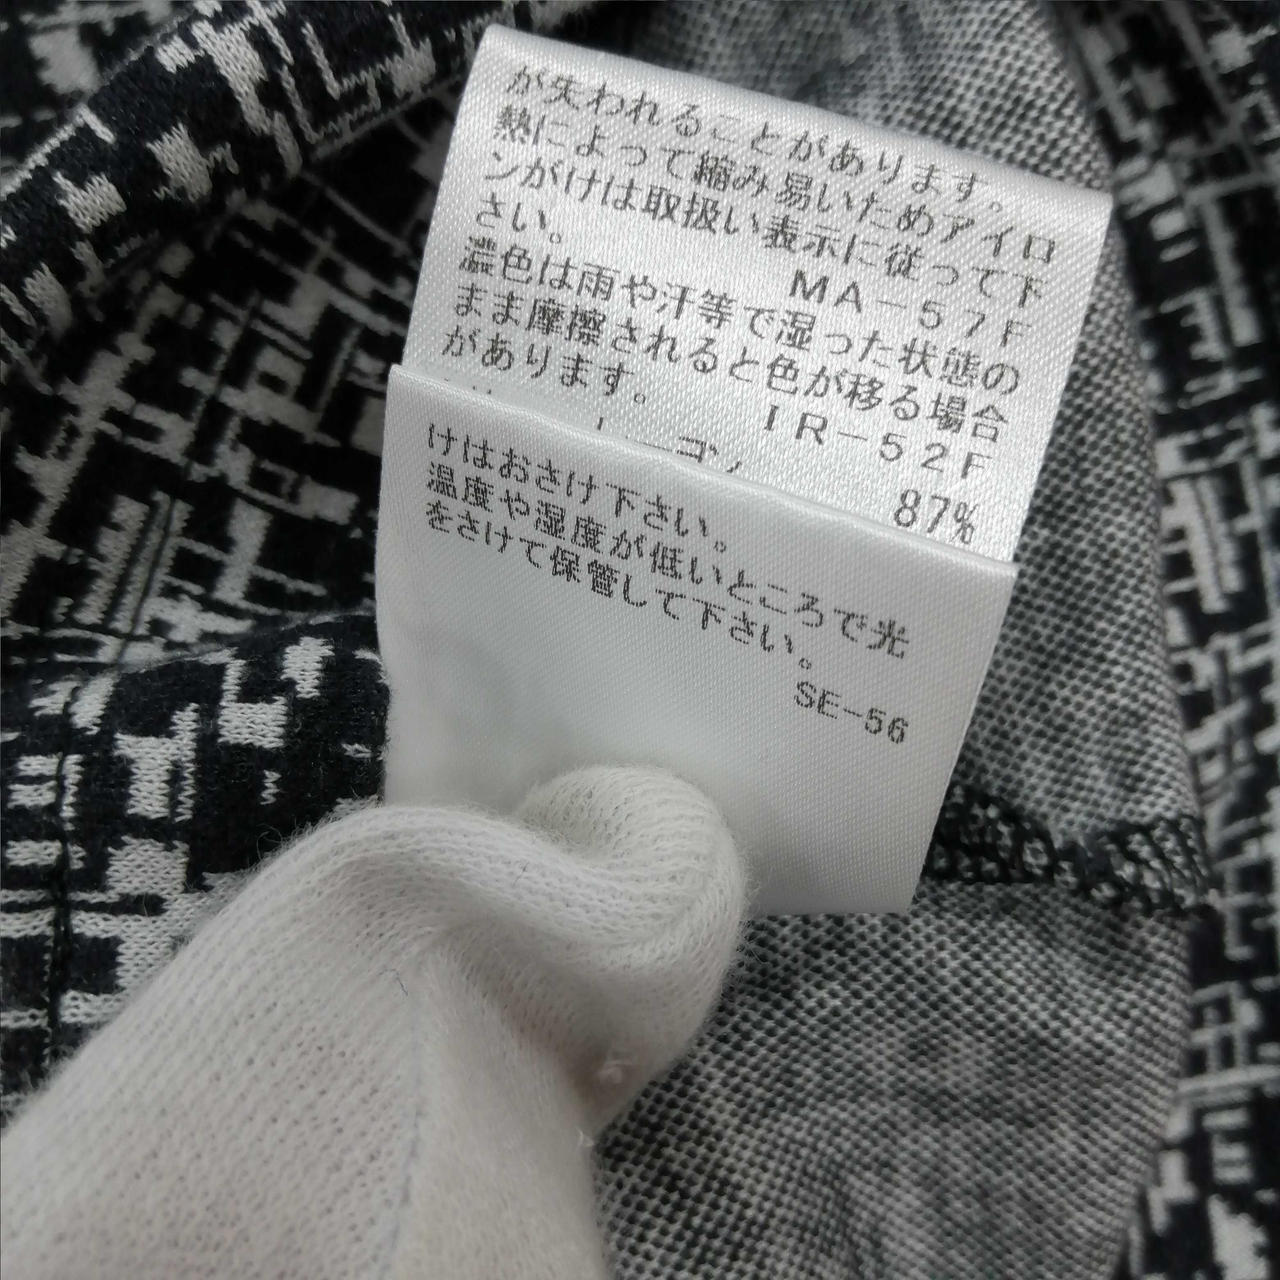 が失われることがあります。
熱によって縮み易いためアイロ
ンがけは取扱い表示に従って下
さい。
MA-57F
濃色は雨や汗等で湿った状態の
まま摩擦されると色が移る場合
があります。
IR-52F
ーヨン
87%
けはおさけ下さい。
温度や湿度が低いところで光
をさけて保管して下さい。
SE-56